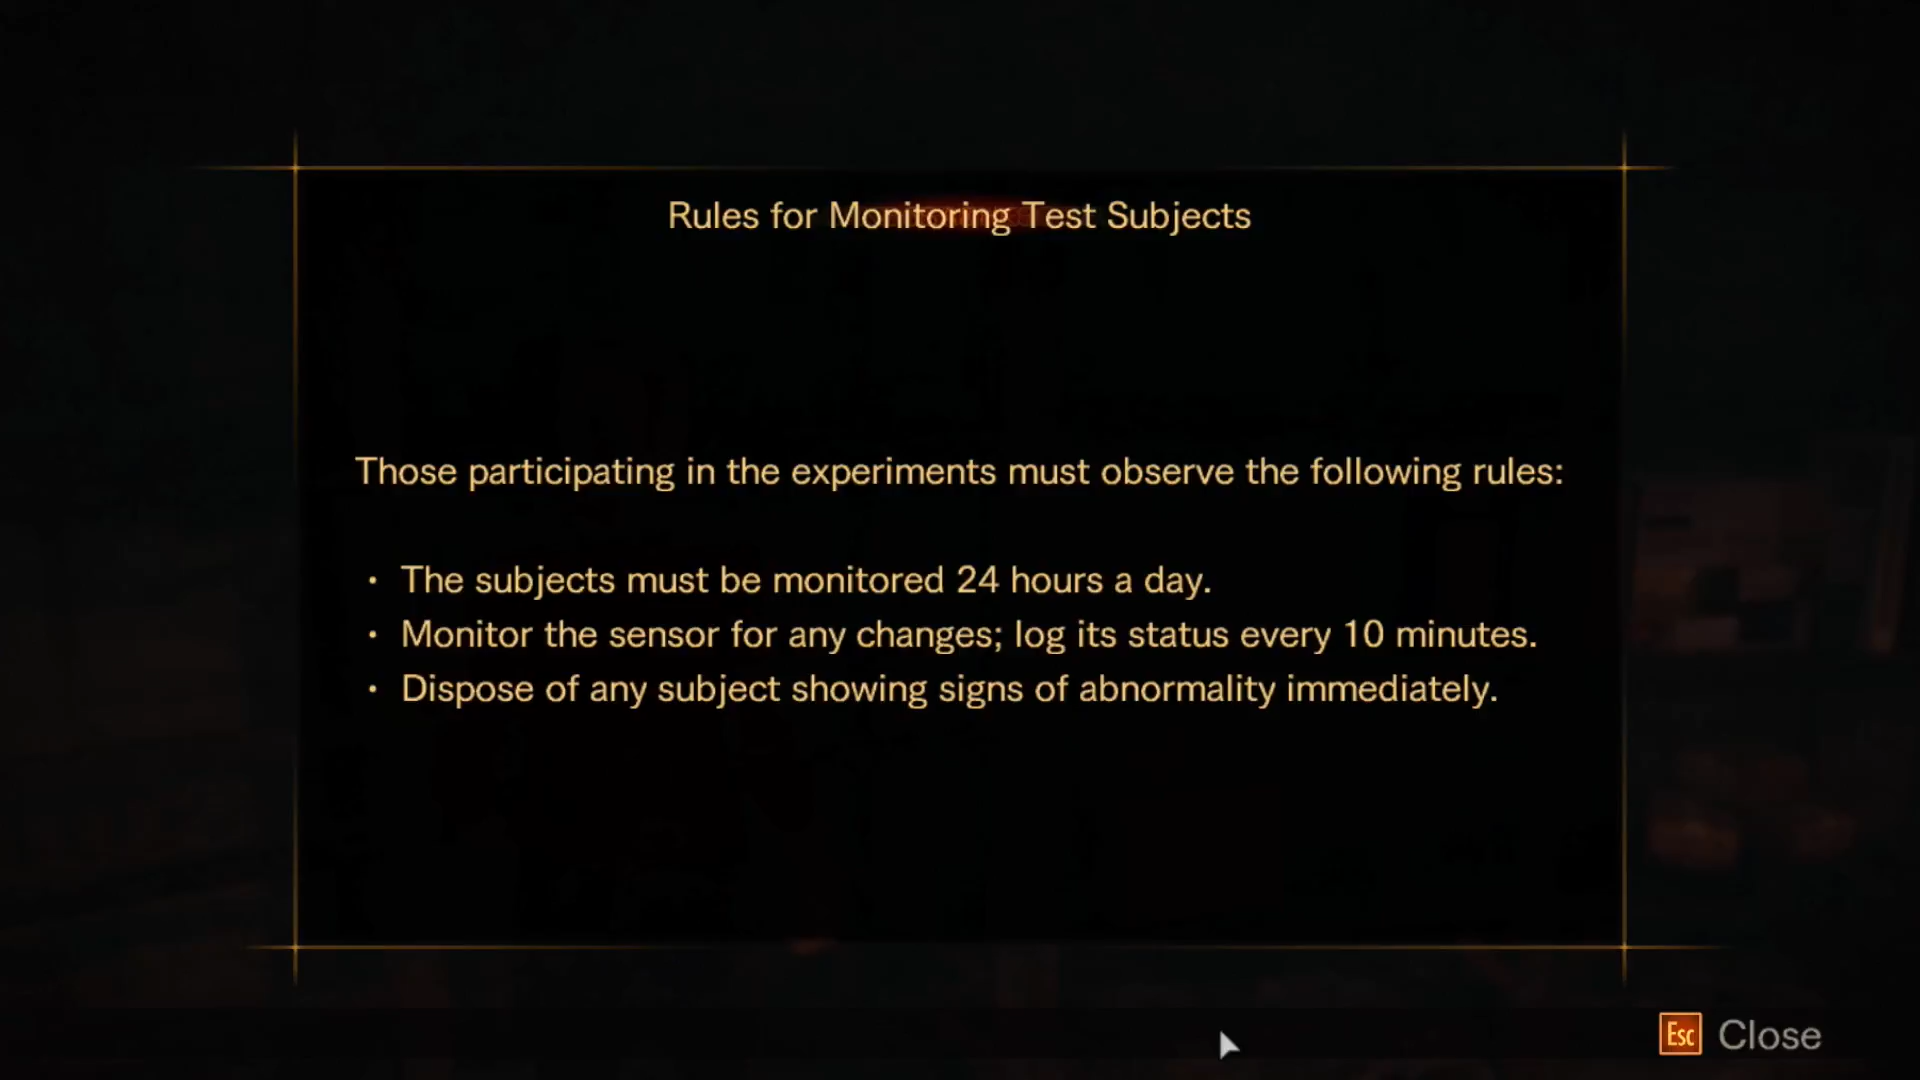 Rules for Monitoring Test Subjects
Those participating in the experiments must observe the following rules:
・ The subjects must be monitored 24 hours a day.
・ Monitor the sensor for any changes; log its status every 10 minutes.
・ Dispose of any subject showing signs of abnormality immediately.
Esc Close